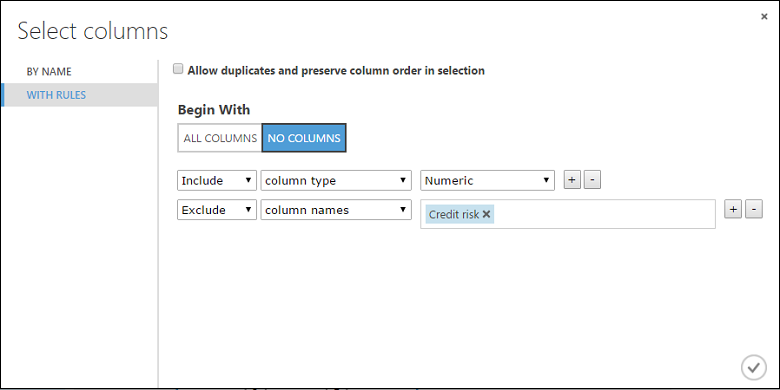 Select columns
BY NAME
WITH RULES
Allow duplicates and preserve column order in selection
Begin With
ALL COLUMNS NO COLUMNS
Include column type Numeric + -
Exclude column names Credit risk + -